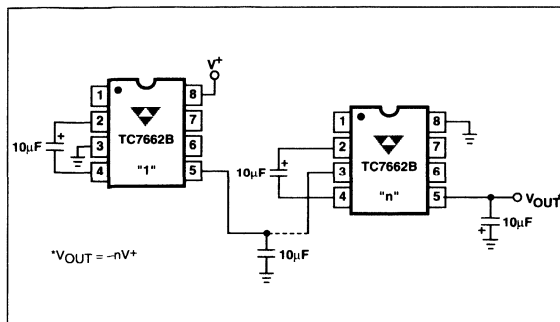 V+
1
2
3
4
8
7
6
5
TC7662B
"1"
10µF
+
1
2
3
4
8
7
6
5
TC7662B
"n"
10µF
+
10µF
VOUT*
10µF
+
*VOUT = –nV+